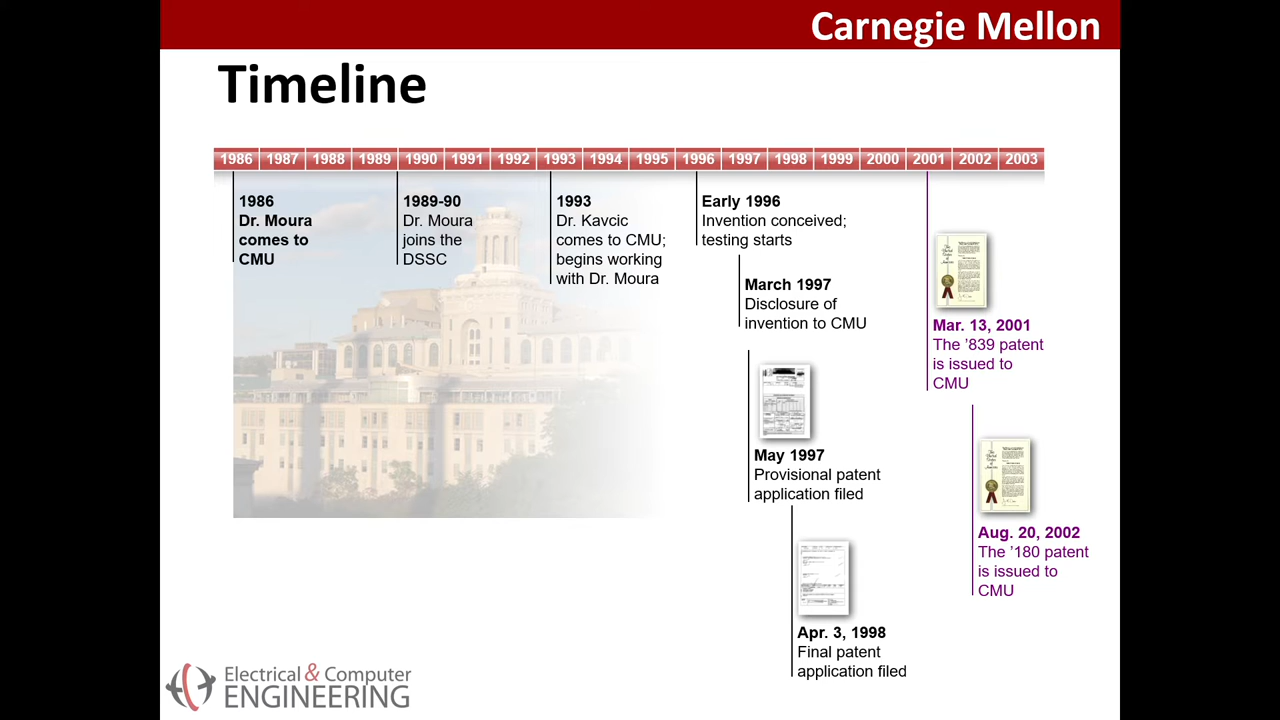 Carnegie Mellon
Timeline
1986 1987 1988 1989 1990 1991 1992 1993 1994 1995 1996 1997 1998 1999 2000 2001 2002 2003
1986
Dr. Moura
comes to
CMU
1989-90
Dr. Moura
joins the
DSSC
1993
Dr. Kavcic
comes to CMU;
begins working
with Dr. Moura
Early 1996
Invention conceived;
testing starts
March 1997
Disclosure of
invention to CMU
May 1997
Provisional patent
application filed
Apr. 3, 1998
Final patent
application filed
Mar. 13, 2001
The ’839 patent
is issued to
CMU
Aug. 20, 2002
The ’180 patent
is issued to
CMU
Electrical & Computer
ENGINEERING